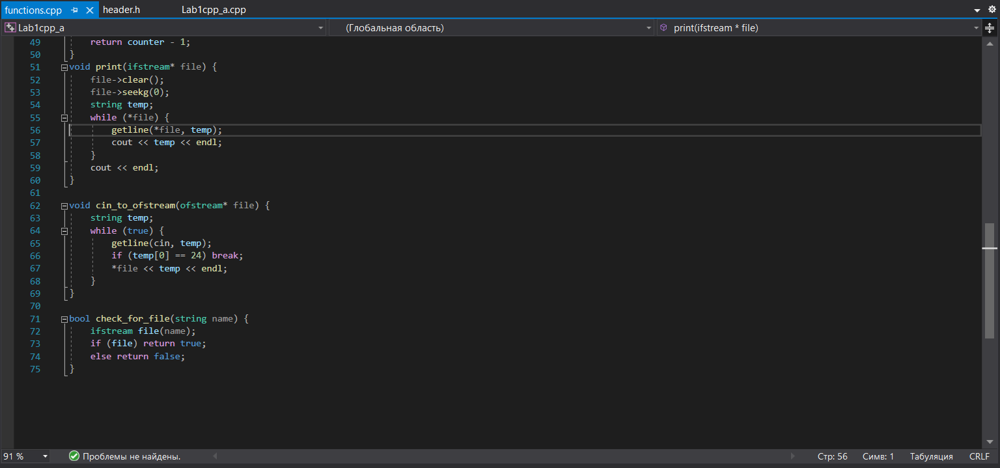 functions.cpp header.h Lab1cpp_a.cpp
Lab1cpp_a (Глобальная область) print(ifstream * file)
49 return counter - 1;
50 }
51 void print(ifstream* file) {
52 file->clear();
53 file->seekg(0);
54 string temp;
55 while (*file) {
56 getline(*file, temp);
57 cout << temp << endl;
58 }
59 cout << endl;
60 }
61
62 void cin_to_ofstream(ofstream* file) {
63 string temp;
64 while (true) {
65 getline(cin, temp);
66 if (temp[0] == 24) break;
67 *file << temp << endl;
68 }
69 }
70
71 bool check_for_file(string name) {
72 ifstream file(name);
73 if (file) return true;
74 else return false;
75 }
91 % Проблемы не найдены. Стр: 56 Симв: 1 Табуляция CRLF